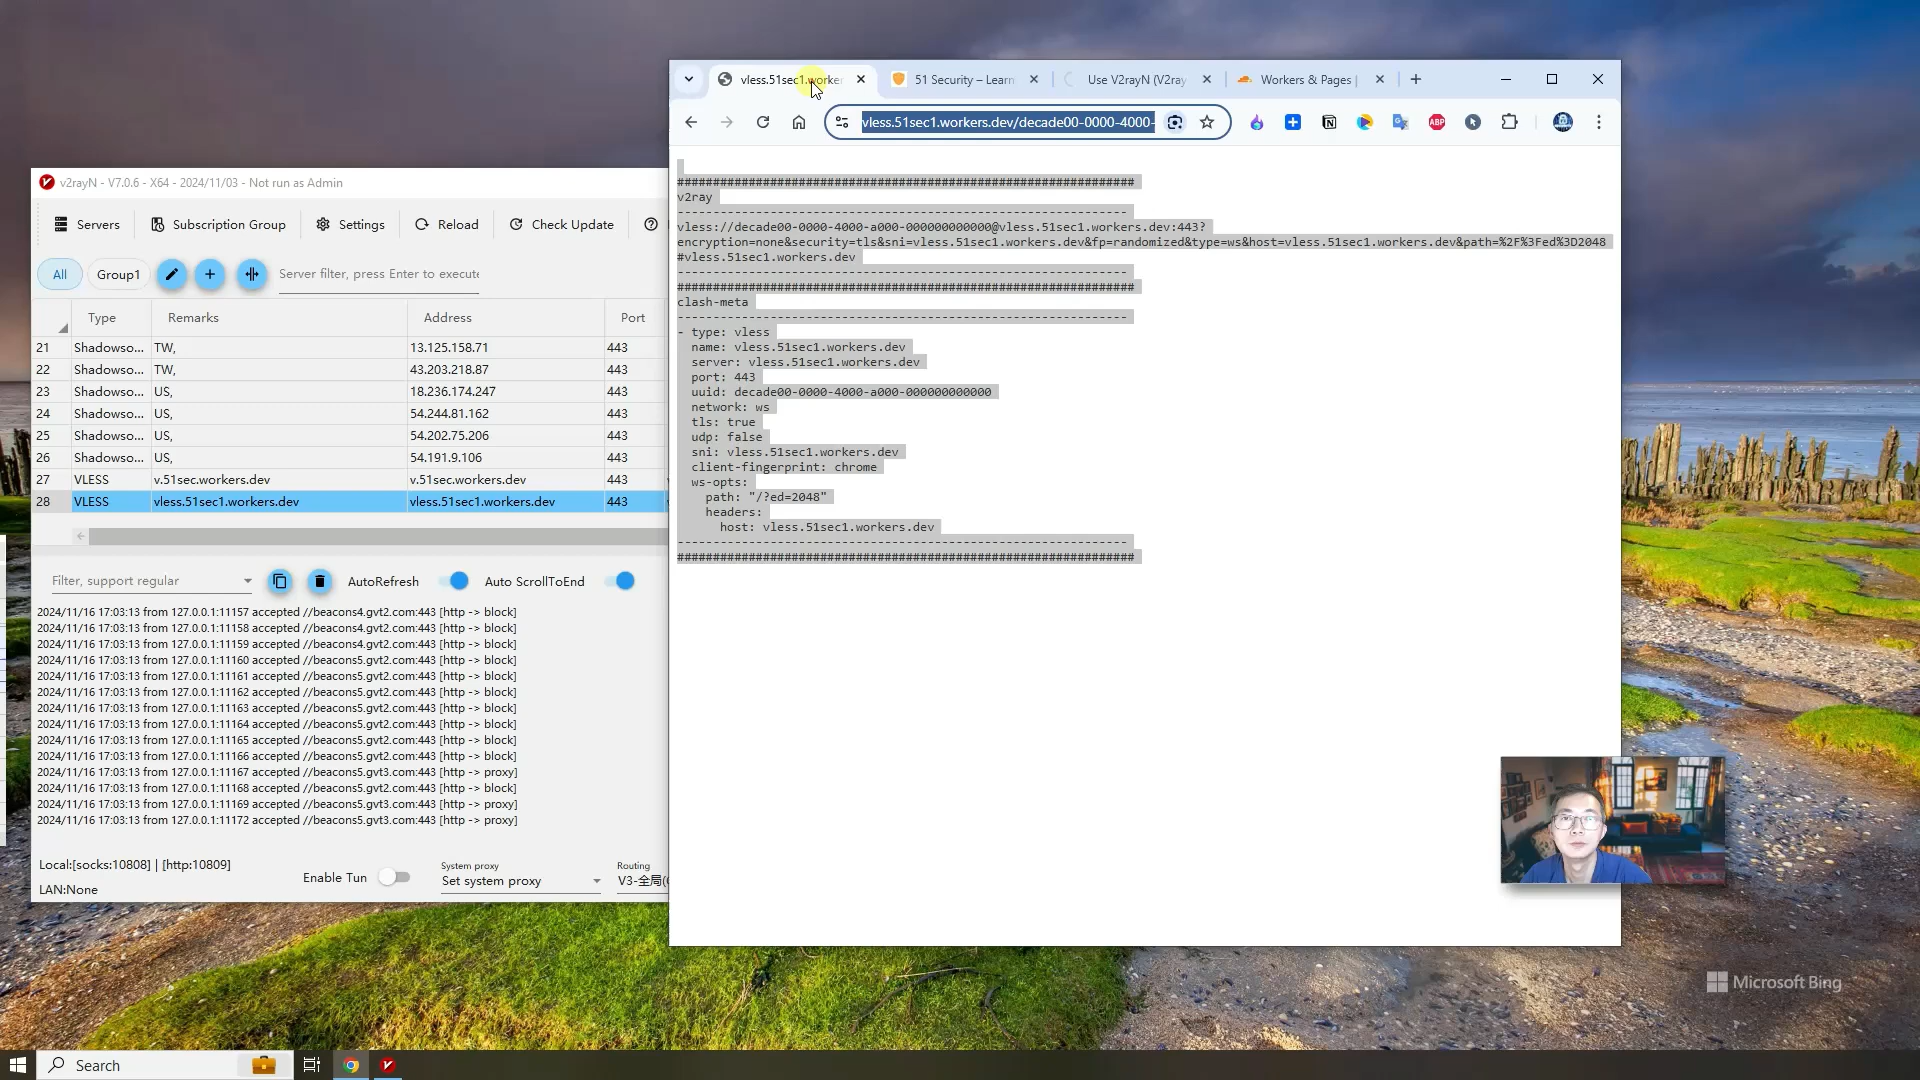 vless.51sec1.worker
51 Security – Learn
Use V2rayN (V2ray
Workers & Pages |
vless.51sec1.workers.dev/decade00-0000-4000-
v2rayN - V7.0.6 - X64 - 2024/11/03 - Not run as Admin
Servers
Subscription Group
Settings
Reload
Check Update
All
Group1
Server filter, press Enter to execute
Type Remarks Address Port
21 Shadowso... TW, 13.125.158.71 443
22 Shadowso... TW, 43.203.218.87 443
23 Shadowso... US, 18.236.174.247 443
24 Shadowso... US, 54.244.81.162 443
25 Shadowso... US, 54.202.75.206 443
26 Shadowso... US, 54.191.9.106 443
27 VLESS v.51sec.workers.dev v.51sec.workers.dev 443
28 VLESS vless.51sec1.workers.dev vless.51sec1.workers.dev 443
Filter, support regular
AutoRefresh
Auto ScrollToEnd
2024/11/16 17:03:13 from 127.0.0.1:11157 accepted //beacons4.gvt2.com:443 [http -> block]
2024/11/16 17:03:13 from 127.0.0.1:11158 accepted //beacons4.gvt2.com:443 [http -> block]
2024/11/16 17:03:13 from 127.0.0.1:11159 accepted //beacons4.gvt2.com:443 [http -> block]
2024/11/16 17:03:13 from 127.0.0.1:11160 accepted //beacons5.gvt2.com:443 [http -> block]
2024/11/16 17:03:13 from 127.0.0.1:11161 accepted //beacons5.gvt2.com:443 [http -> block]
2024/11/16 17:03:13 from 127.0.0.1:11162 accepted //beacons5.gvt2.com:443 [http -> block]
2024/11/16 17:03:13 from 127.0.0.1:11163 accepted //beacons5.gvt2.com:443 [http -> block]
2024/11/16 17:03:13 from 127.0.0.1:11164 accepted //beacons5.gvt2.com:443 [http -> block]
2024/11/16 17:03:13 from 127.0.0.1:11165 accepted //beacons5.gvt2.com:443 [http -> block]
2024/11/16 17:03:13 from 127.0.0.1:11166 accepted //beacons5.gvt2.com:443 [http -> block]
2024/11/16 17:03:13 from 127.0.0.1:11167 accepted //beacons5.gvt3.com:443 [http -> proxy]
2024/11/16 17:03:13 from 127.0.0.1:11168 accepted //beacons5.gvt2.com:443 [http -> block]
2024/11/16 17:03:13 from 127.0.0.1:11169 accepted //beacons5.gvt3.com:443 [http -> proxy]
2024/11/16 17:03:13 from 127.0.0.1:11172 accepted //beacons5.gvt3.com:443 [http -> proxy]
Local:[socks:10808] | [http:10809]
LAN:None
Enable Tun
System proxy
Set system proxy
Routing
V3-全局(
################################################################
v2ray
---------------------------------------------------------------
vless://decade00-0000-4000-a000-000000000000@vless.51sec1.workers.dev:443?
encryption=none&security=tls&sni=vless.51sec1.workers.dev&fp=randomized&type=ws&host=vless.51sec1.workers.dev&path=%2F%3Fed%3D2048
#vless.51sec1.workers.dev
---------------------------------------------------------------
################################################################
clash-meta
---------------------------------------------------------------
- type: vless
name: vless.51sec1.workers.dev
server: vless.51sec1.workers.dev
port: 443
uuid: decade00-0000-4000-a000-000000000000
network: ws
tls: true
udp: false
sni: vless.51sec1.workers.dev
client-fingerprint: chrome
ws-opts:
path: "/?ed=2048"
headers:
host: vless.51sec1.workers.dev
---------------------------------------------------------------
################################################################
ABP
Microsoft Bing
Search